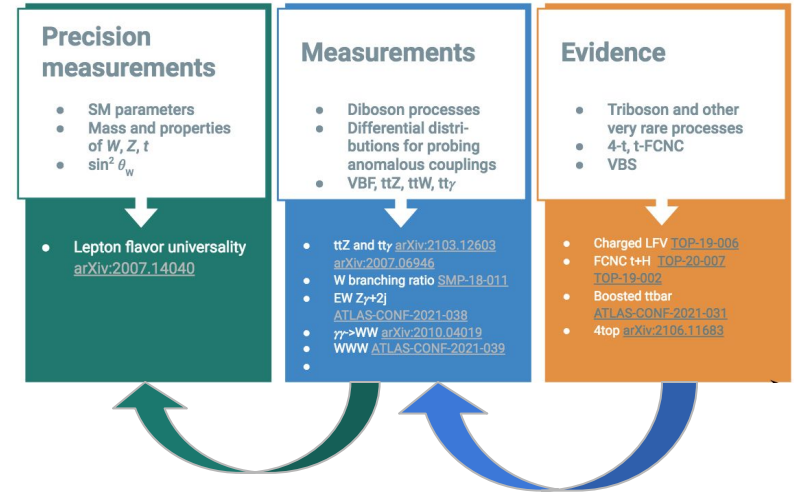 Precision
measurements
● SM parameters
● Mass and properties
of W, Z, t
● sin² θw
● Lepton flavor universality
arXiv:2007.14040
Measurements
● Diboson processes
● Differential distri-
butions for probing
anomalous couplings
● VBF, ttZ, ttW, ttγ
● ttZ and ttγ arXiv:2103.12603
arXiv:2007.06946
● W branching ratio SMP-18-011
● EW Zγ+2j
ATLAS-CONF-2021-038
● γγ->WW arXiv:2010.04019
● WWW ATLAS-CONF-2021-039
●
Evidence
● Triboson and other
very rare processes
● 4-t, t-FCNC
● VBS
● Charged LFV TOP-19-006
● FCNC t+H TOP-20-007
TOP-19-002
● Boosted ttbar
ATLAS-CONF-2021-031
● 4top arXiv:2106.11683